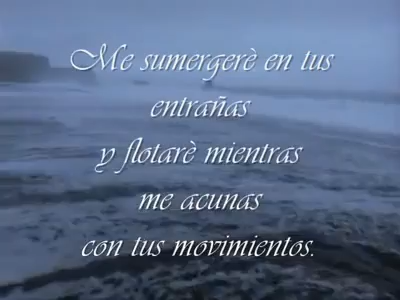 Me sumergerè en tus
entrañas
y flotarè mientras
me acunas
con tus movimientos.